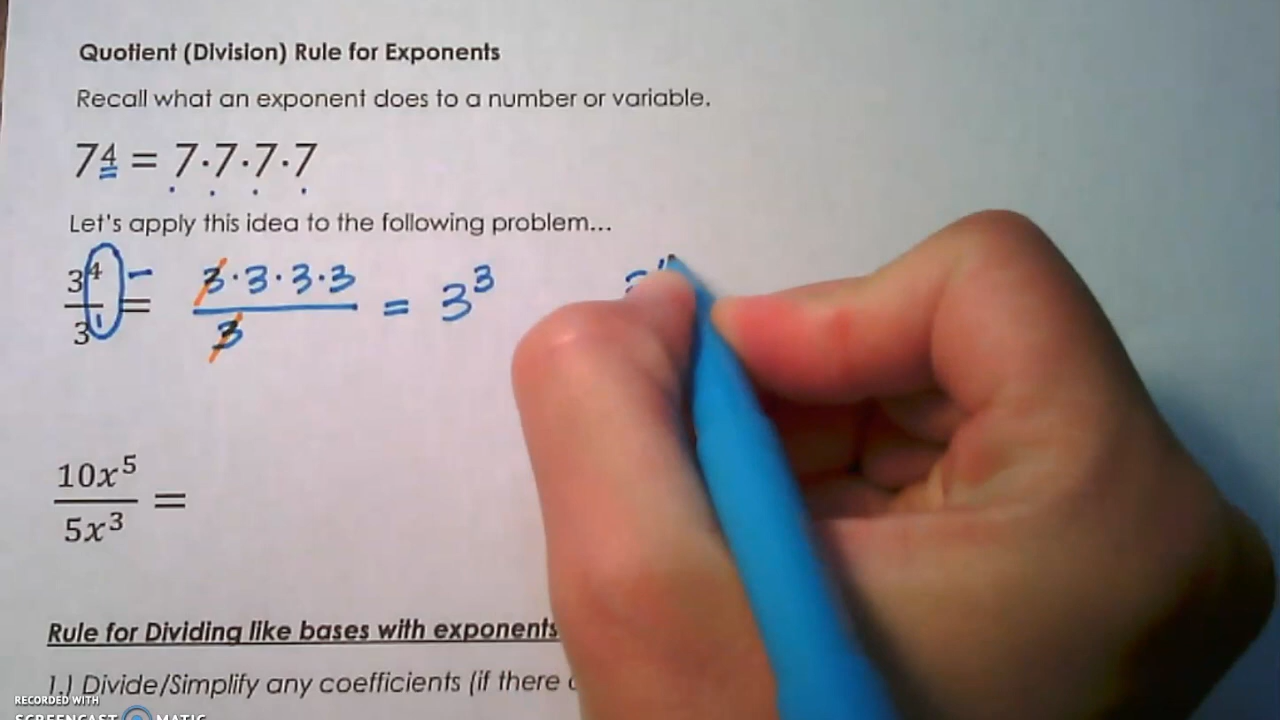 Quotient (Division) Rule for Exponents
Recall what an exponent does to a number or variable.
7⁴ = 7·7·7·7
Let's apply this idea to the following problem...
3⁴/3¹ = 3·3·3·3/3 = 3³
10x⁵/5x³ =
Rule for Dividing like bases with exponents
1.) Divide/Simplify any coefficients (if there
RECORDED WITH